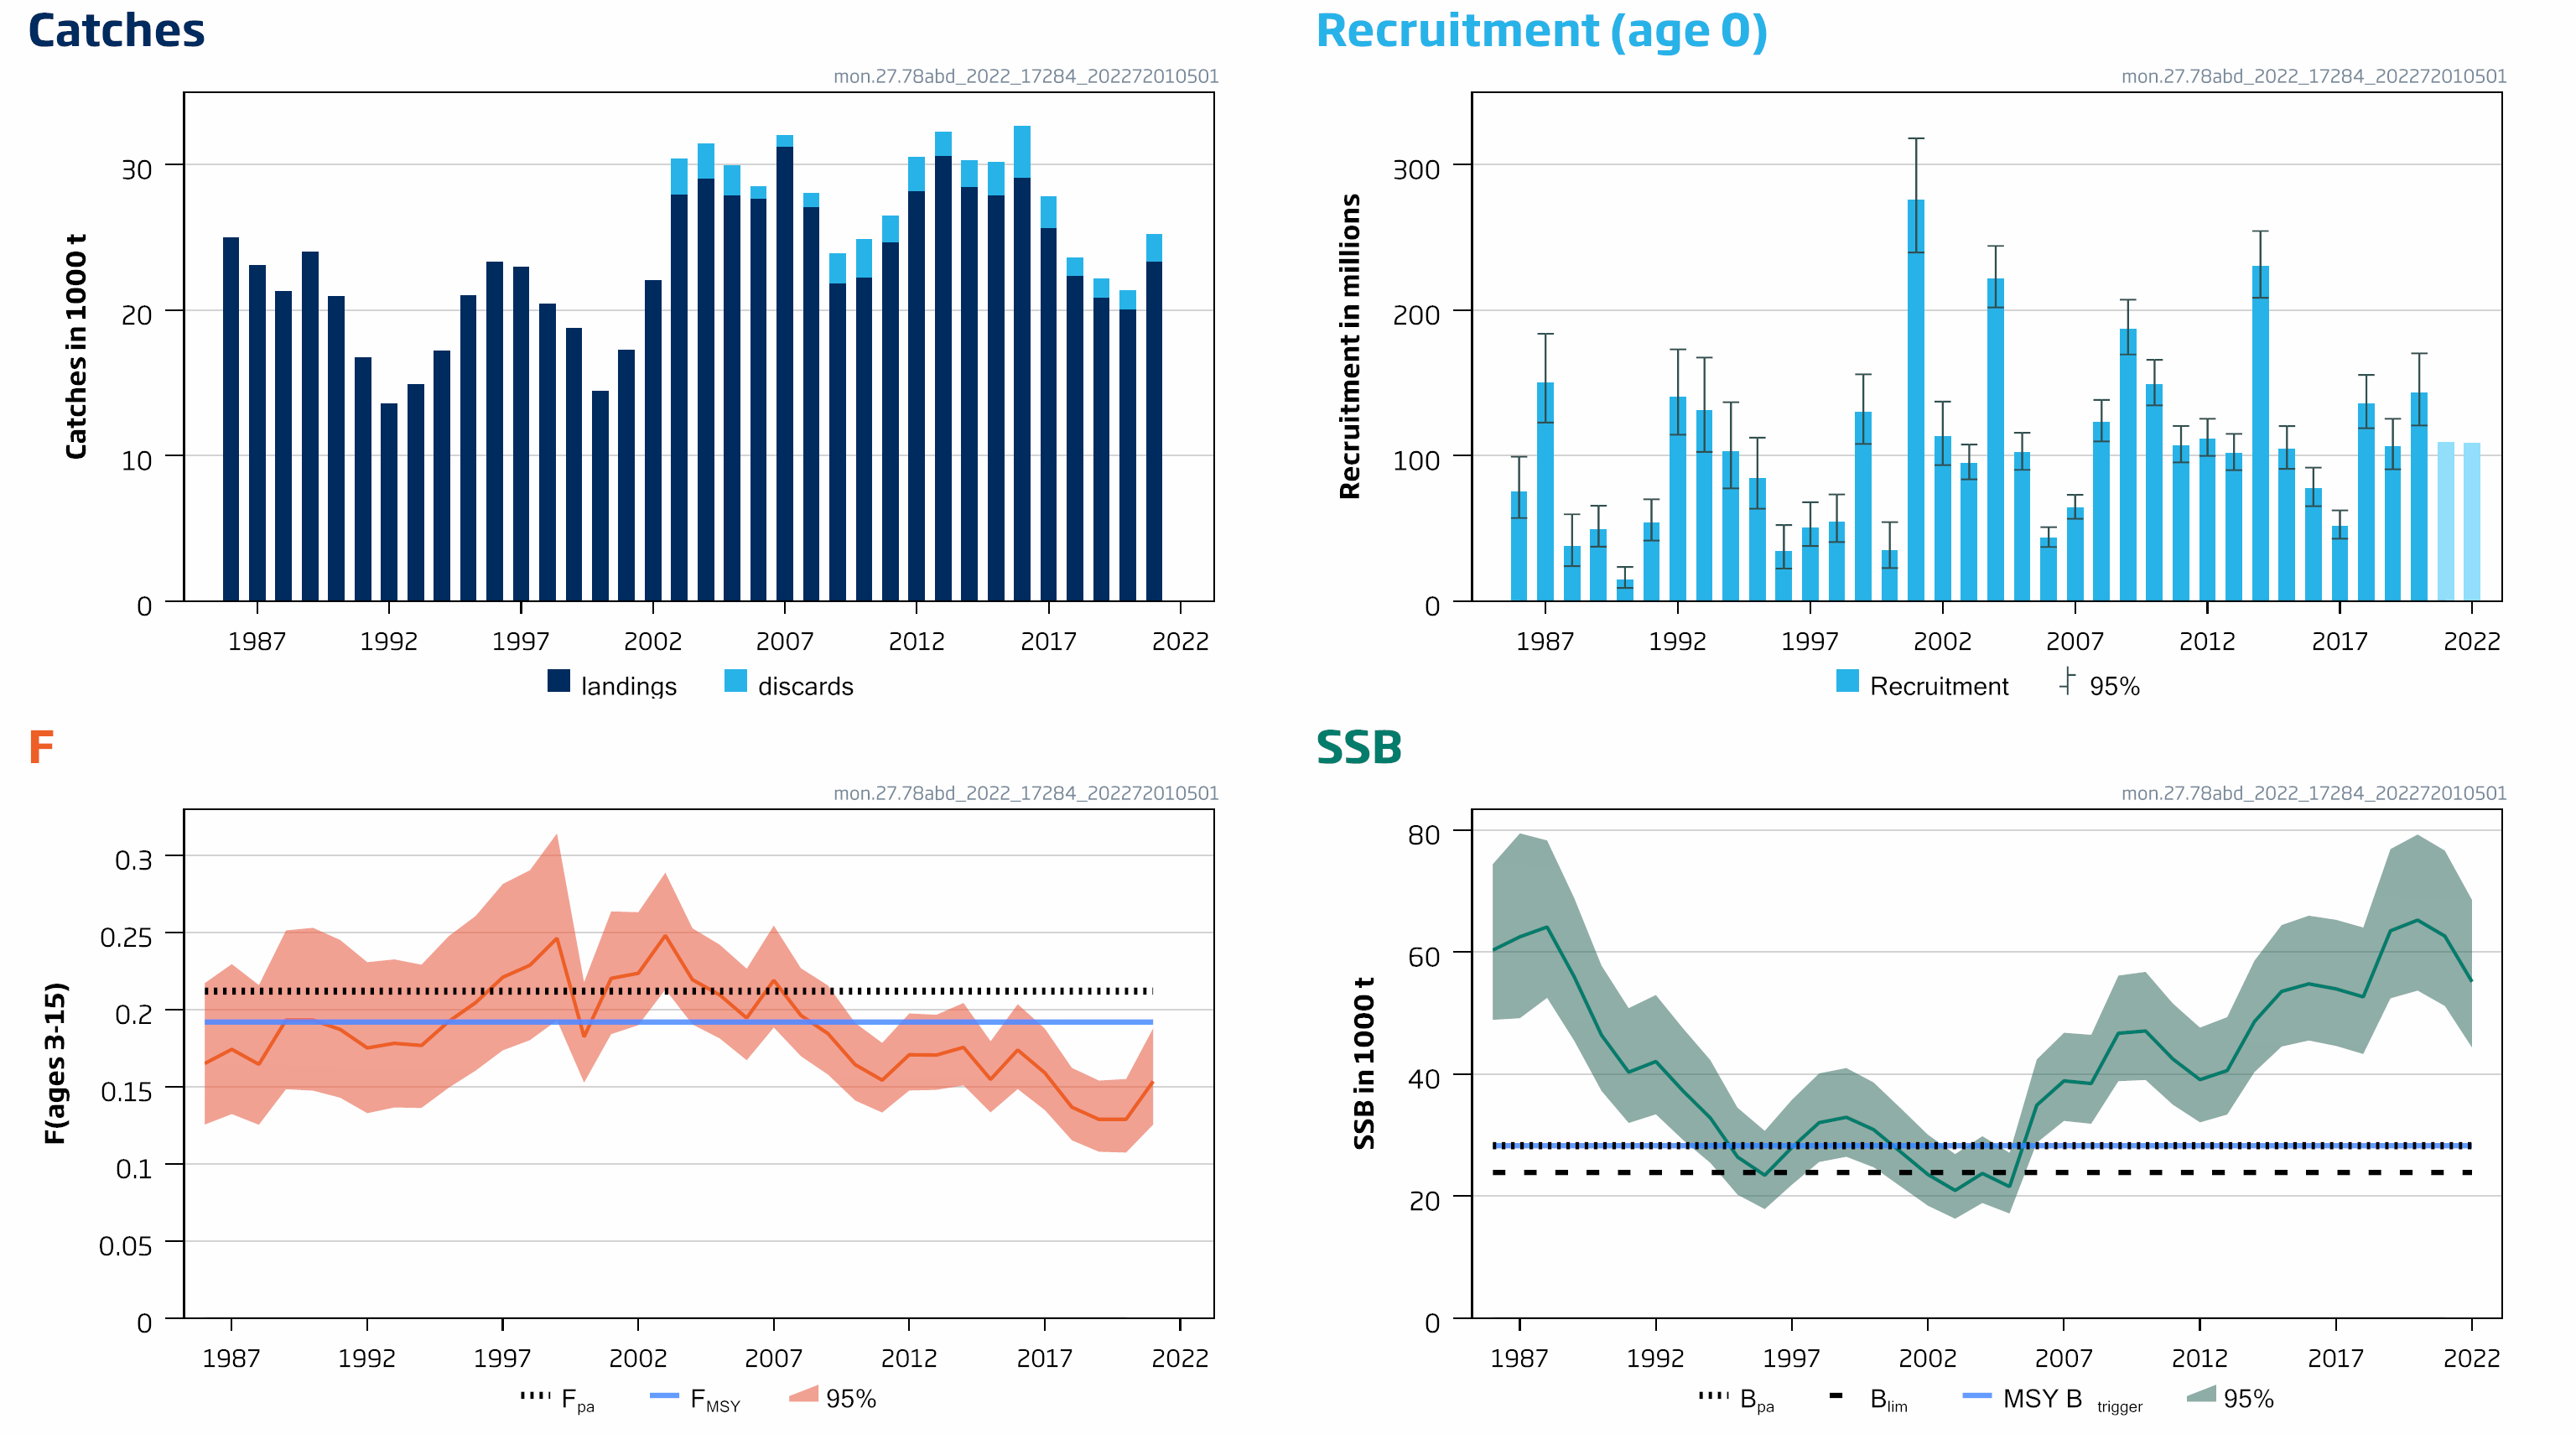 Catches
mon.27.78abd_2022_17284_202272010501
Catches in 1000 t
30
20
10
0
1987 1992 1997 2002 2007 2012 2017 2022
landings discards
Recruitment (age 0)
mon.27.78abd_2022_17284_202272010501
Recruitment in millions
300
200
100
0
1987 1992 1997 2002 2007 2012 2017 2022
Recruitment 95%
F
mon.27.78abd_2022_17284_202272010501
F(ages 3-15)
0.3
0.25
0.2
0.15
0.1
0.05
0
1987 1992 1997 2002 2007 2012 2017 2022
Fpa FMSY 95%
SSB
mon.27.78abd_2022_17284_202272010501
SSB in 1000 t
80
60
40
20
0
1987 1992 1997 2002 2007 2012 2017 2022
Bpa Blim MSY B trigger 95%